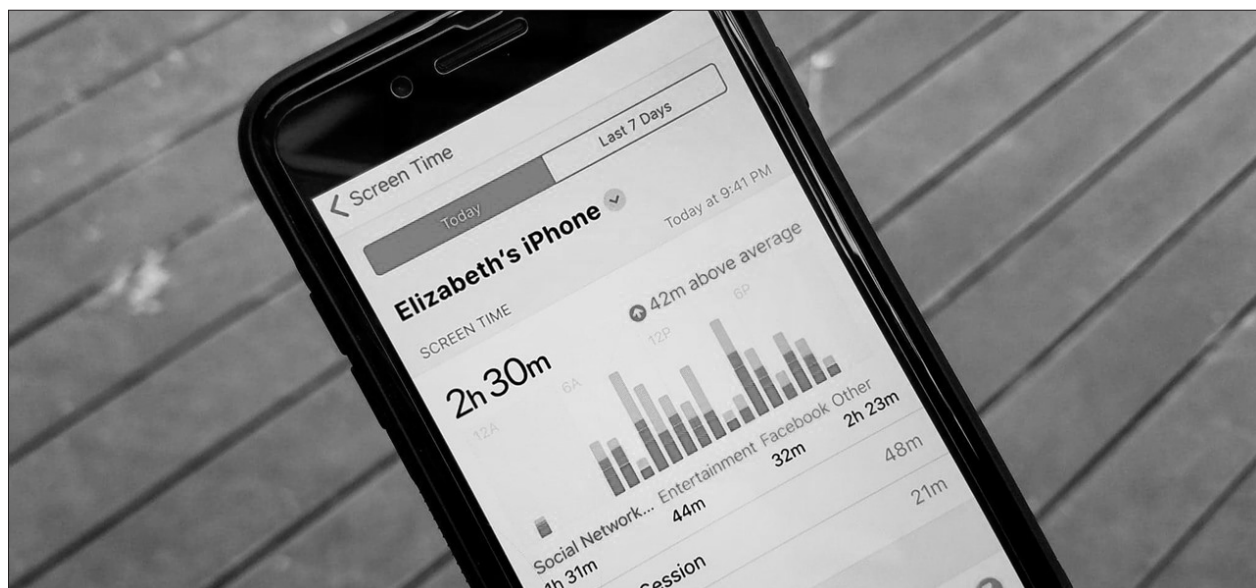 Screen Time
Today Last 7 Days
Elizabeth's iPhone
Today at 9:41 PM
SCREEN TIME
42m above average
2h 30m
12A 6A 12P 6P
Social Network... Entertainment Facebook Other
4h 31m 44m 32m 2h 23m
Session 48m
21m